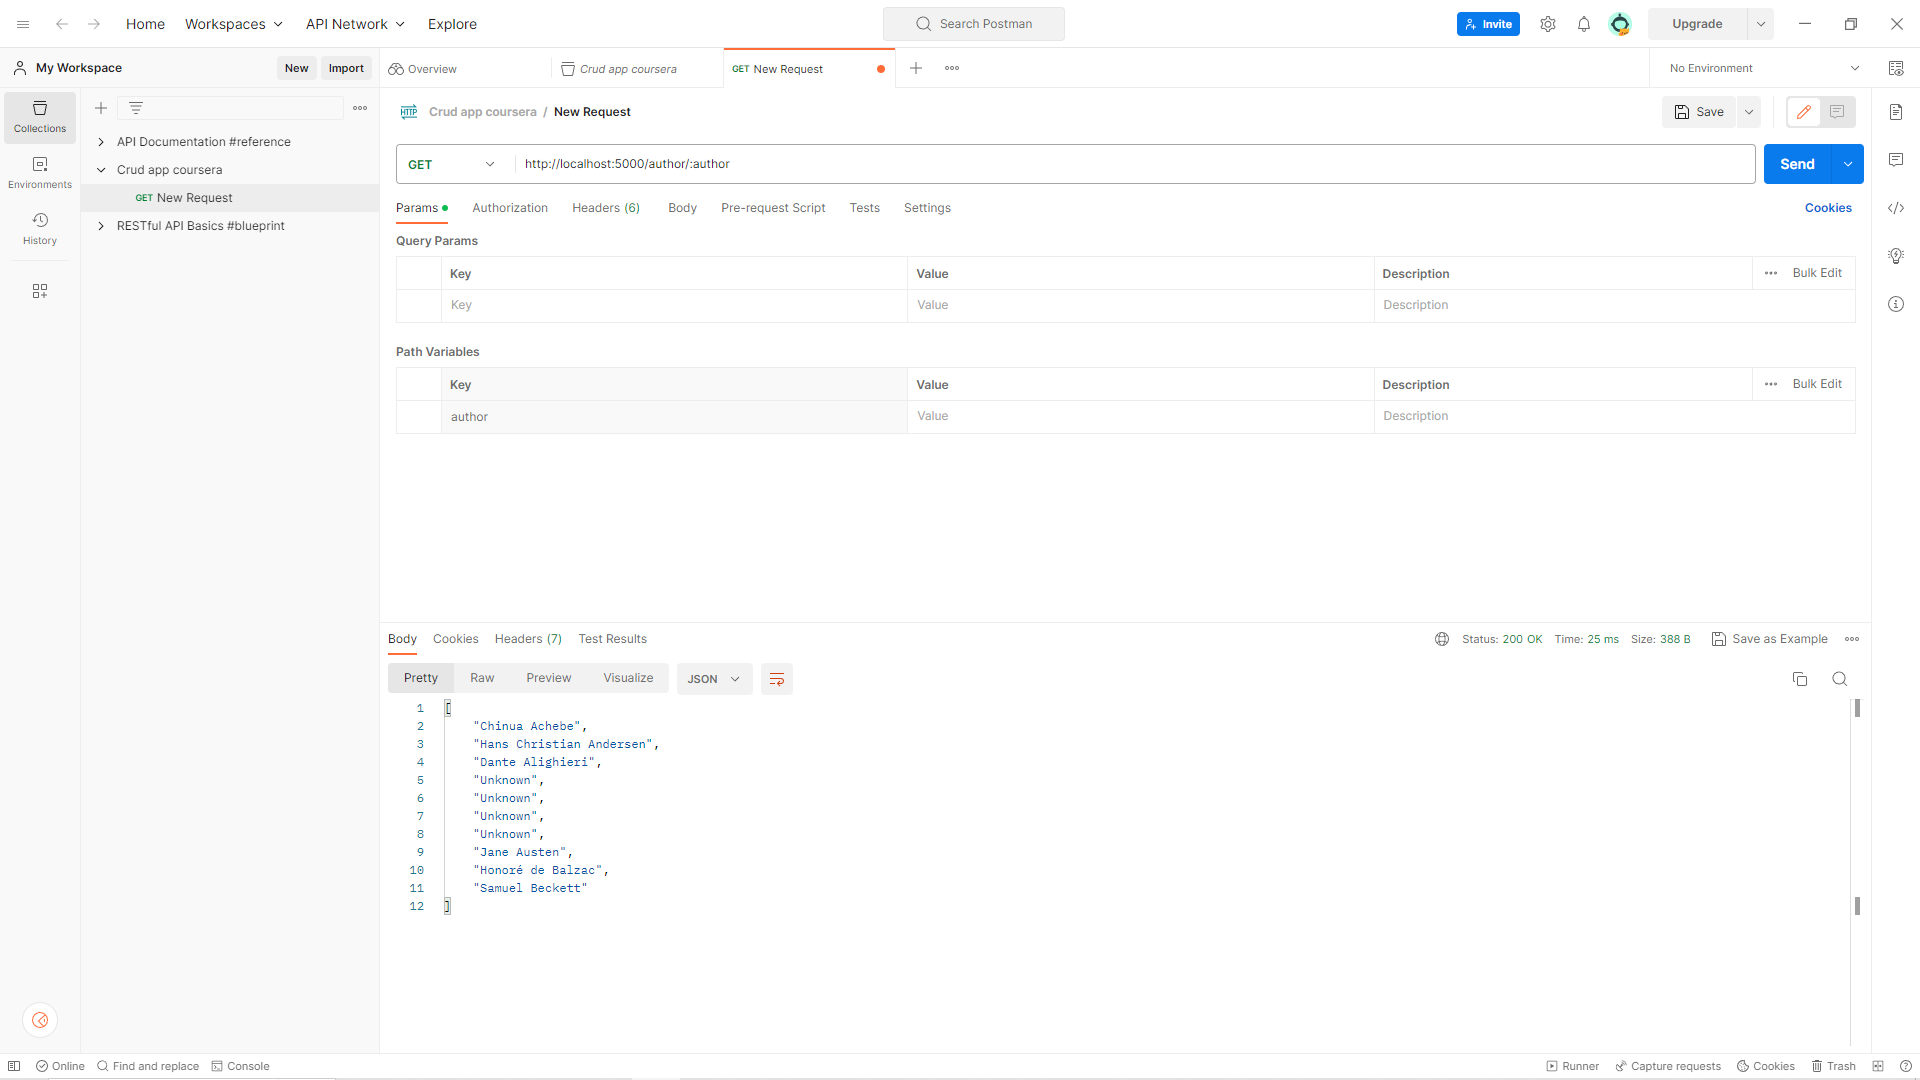 Home
Workspaces
API Network
Explore
Search Postman
Invite
Upgrade
My Workspace
New
Import
Overview
Crud app coursera
GET New Request
No Environment
Collections
Environments
History
API Documentation #reference
Crud app coursera
GET New Request
RESTful API Basics #blueprint
HTTP Crud app coursera / New Request
Save
GET
http://localhost:5000/author/:author
Send
Params
Authorization
Headers (6)
Body
Pre-request Script
Tests
Settings
Cookies
Query Params
Key
Value
Description
Bulk Edit
Key
Value
Description
Path Variables
Key
Value
Description
Bulk Edit
author
Value
Description
Body
Cookies
Headers (7)
Test Results
Status: 200 OK
Time: 25 ms
Size: 388 B
Save as Example
Pretty
Raw
Preview
Visualize
JSON
1 [
2 "Chinua Achebe",
3 "Hans Christian Andersen",
4 "Dante Alighieri",
5 "Unknown",
6 "Unknown",
7 "Unknown",
8 "Unknown",
9 "Jane Austen",
10 "Honoré de Balzac",
11 "Samuel Beckett"
12 ]
Online
Find and replace
Console
Runner
Capture requests
Cookies
Trash